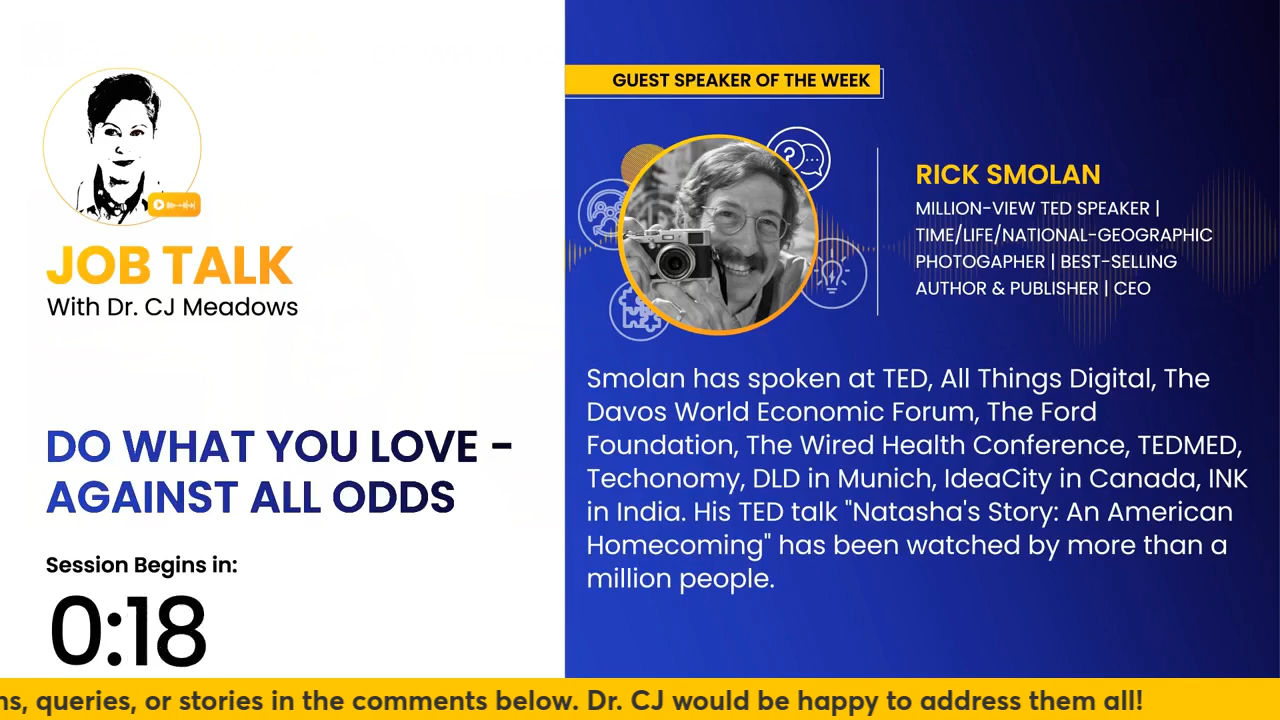 JOB TALK
With Dr. CJ Meadows
DO WHAT YOU LOVE -
AGAINST ALL ODDS
Session Begins in:
0:18
GUEST SPEAKER OF THE WEEK
RICK SMOLAN
MILLION-VIEW TED SPEAKER |
TIME/LIFE/NATIONAL-GEOGRAPHIC
PHOTOGAPHER | BEST-SELLING
AUTHOR & PUBLISHER | CEO
Smolan has spoken at TED, All Things Digital, The
Davos World Economic Forum, The Ford
Foundation, The Wired Health Conference, TEDMED,
Techonomy, DLD in Munich, IdeaCity in Canada, INK
in India. His TED talk "Natasha's Story: An American
Homecoming" has been watched by more than a
million people.
ns, queries, or stories in the comments below. Dr. CJ would be happy to address them all!